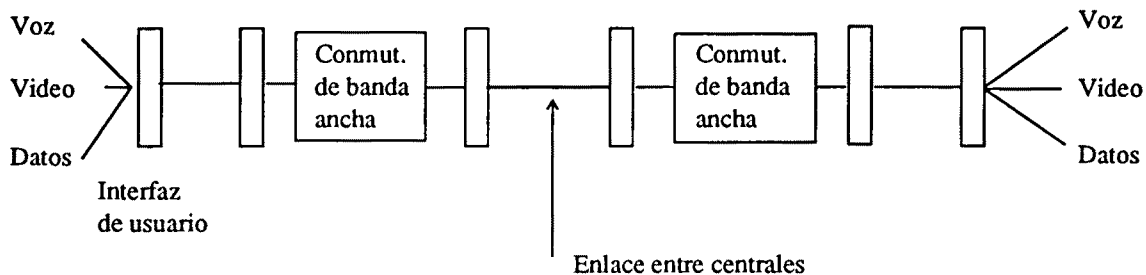 Voz
Video
Datos
Interfaz
de usuario
Conmut.
de banda
ancha
Enlace entre centrales
Conmut.
de banda
ancha
Voz
Video
Datos